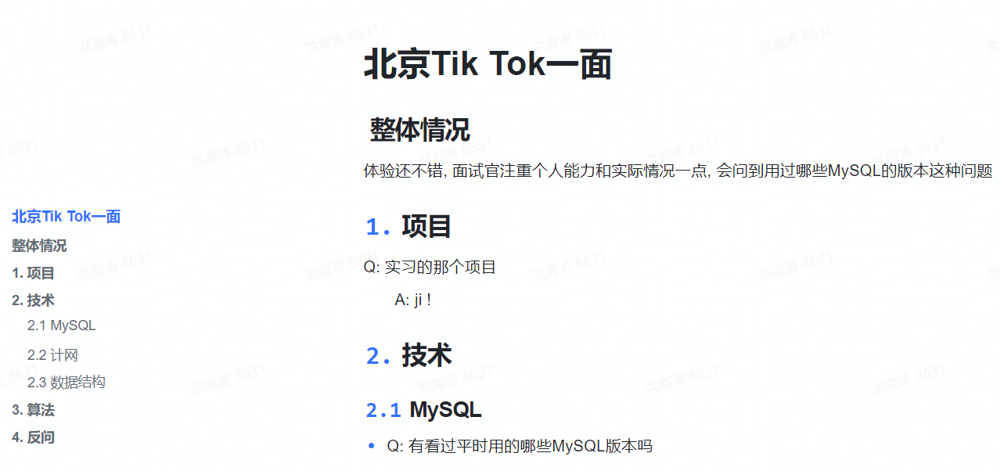 北京Tik Tok一面
整体情况
体验还不错, 面试官注重个人能力和实际情况一点, 会问到用过哪些MySQL的版本这种问题
1. 项目
Q: 实习的那个项目
A: ji !
2. 技术
2.1 MySQL
• Q: 有看过平时用的哪些MySQL版本吗
北京Tik Tok一面
整体情况
1. 项目
2. 技术
2.1 MySQL
2.2 计网
2.3 数据结构
3. 算法
4. 反问
洪海涛 8631